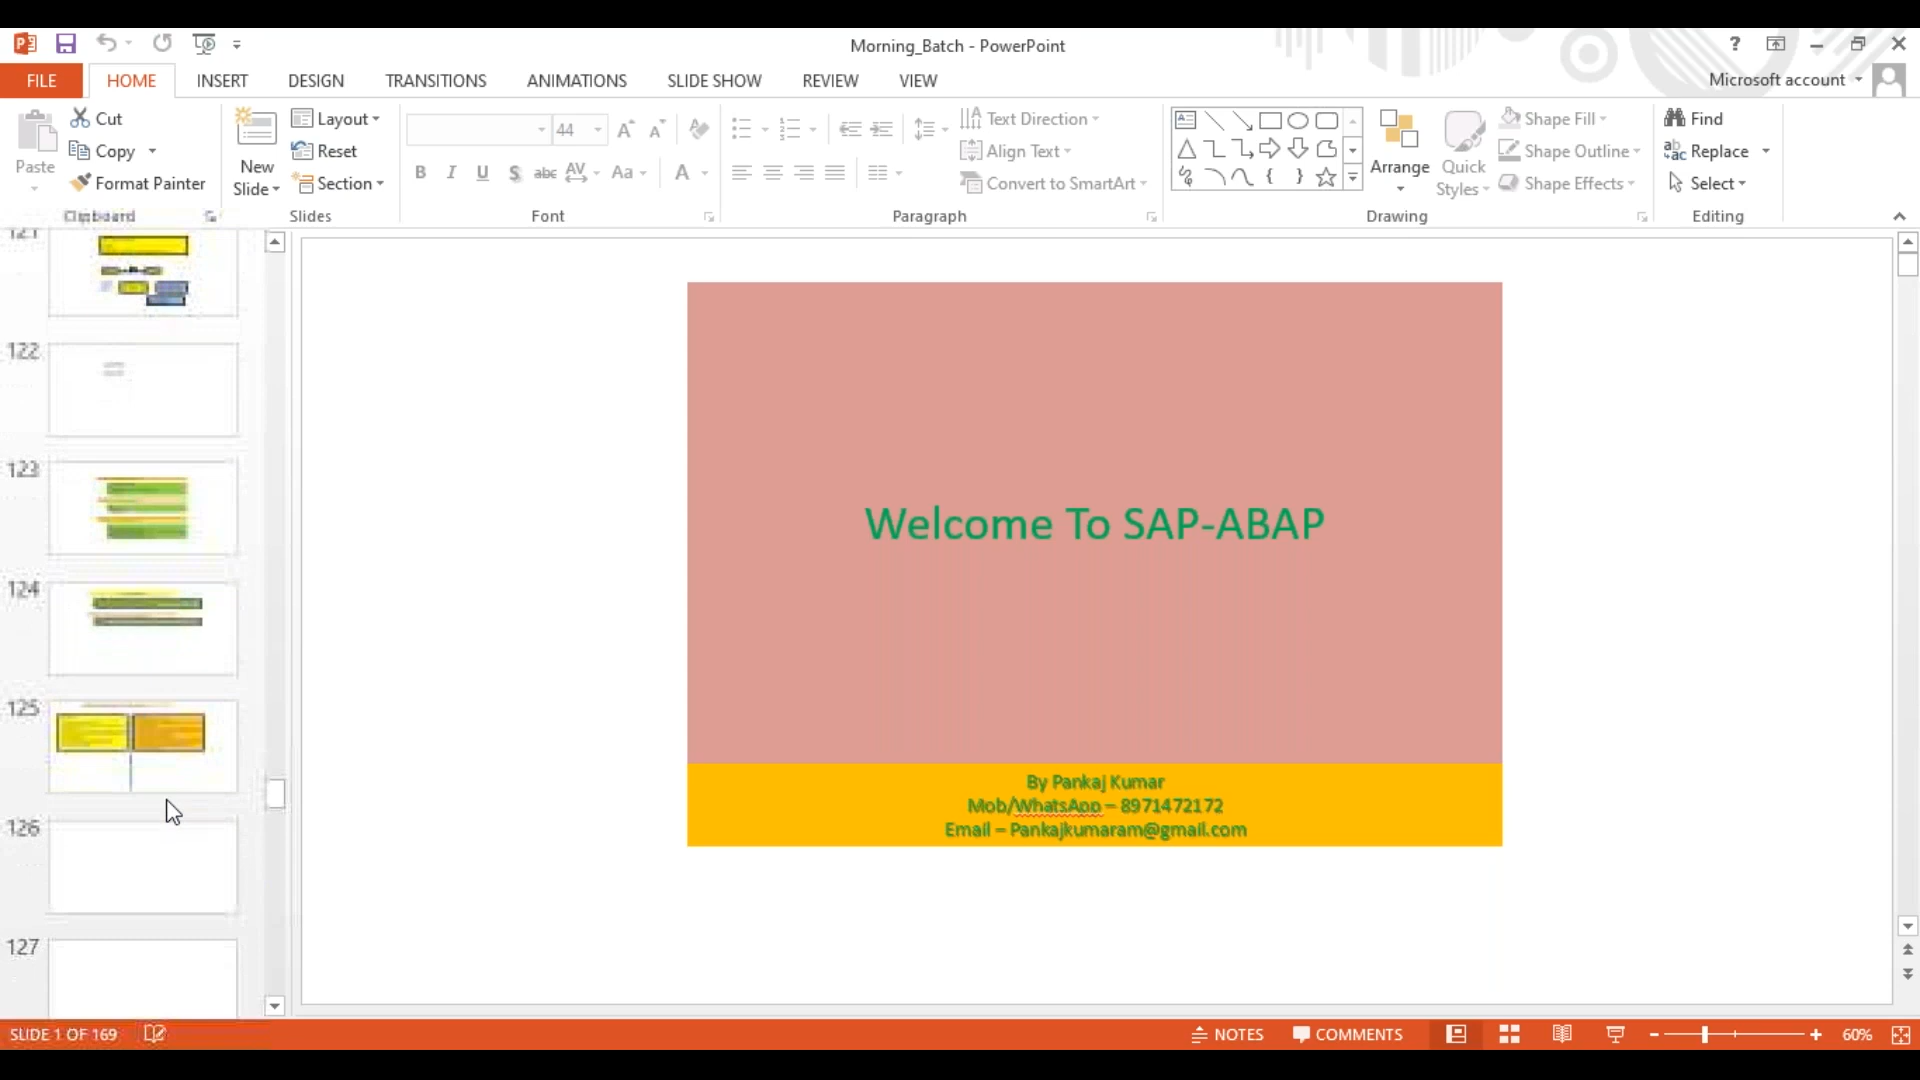 Morning_Batch - PowerPoint
?
FILE
HOME
INSERT
DESIGN
TRANSITIONS
ANIMATIONS
SLIDE SHOW
REVIEW
VIEW
Microsoft account
Paste
Cut
Copy
Format Painter
Clipboard
New
Slide
Layout
Reset
Section
Slides
44
B I U S abc AV Aa A
Font
Text Direction
Align Text
Convert to SmartArt
Paragraph
Arrange
Quick
Styles
Shape Fill
Shape Outline
Shape Effects
Drawing
Find
Replace
Select
Editing
121
122
123
124
125
126
127
Welcome To SAP-ABAP
By Pankaj Kumar
Mob/WhatsApp – 8971472172
Email – Pankajkumaram@gmail.com
SLIDE 1 OF 169
NOTES
COMMENTS
60%